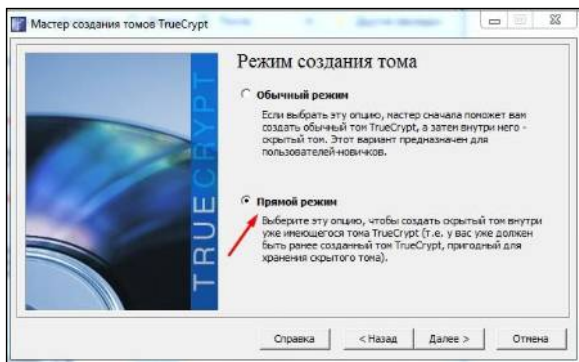 Мастер создания томов TrueCrypt
TRUECRYPT
Режим создания тома
Обычный режим
Если выбрать эту опцию, мастер сначала поможет вам
создать обычный том TrueCrypt, а затем внутри него -
скрытый том. Этот вариант предназначен для
пользователей-новичков.
Прямой режим
Выберите эту опцию, чтобы создать скрытый том внутри
уже имеющегося тома TrueCrypt (т.е. у вас уже должен
быть ранее созданный том TrueCrypt, пригодный для
хранения скрытого тома).
Справка < Назад Далее > Отмена